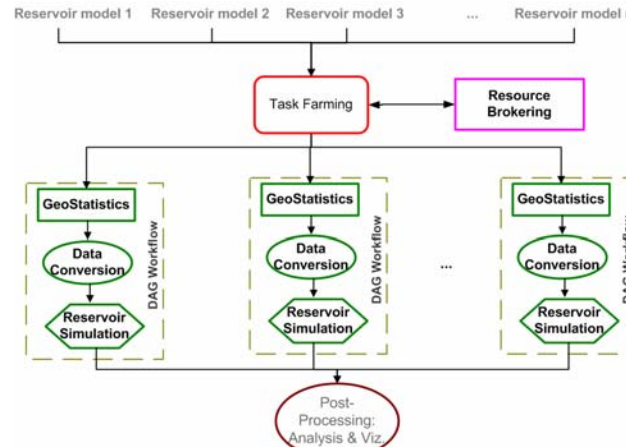 Reservoir model 1 Reservoir model 2 Reservoir model 3 ... Reservoir model
Task Farming
Resource
Brokering
GeoStatistics
Data
Conversion
Reservoir
Simulation
DAG Workflow
GeoStatistics
Data
Conversion
Reservoir
Simulation
DAG Workflow
...
GeoStatistics
Data
Conversion
Reservoir
Simulation
DAG Workflow
Post-
Processing:
Analysis & Viz.